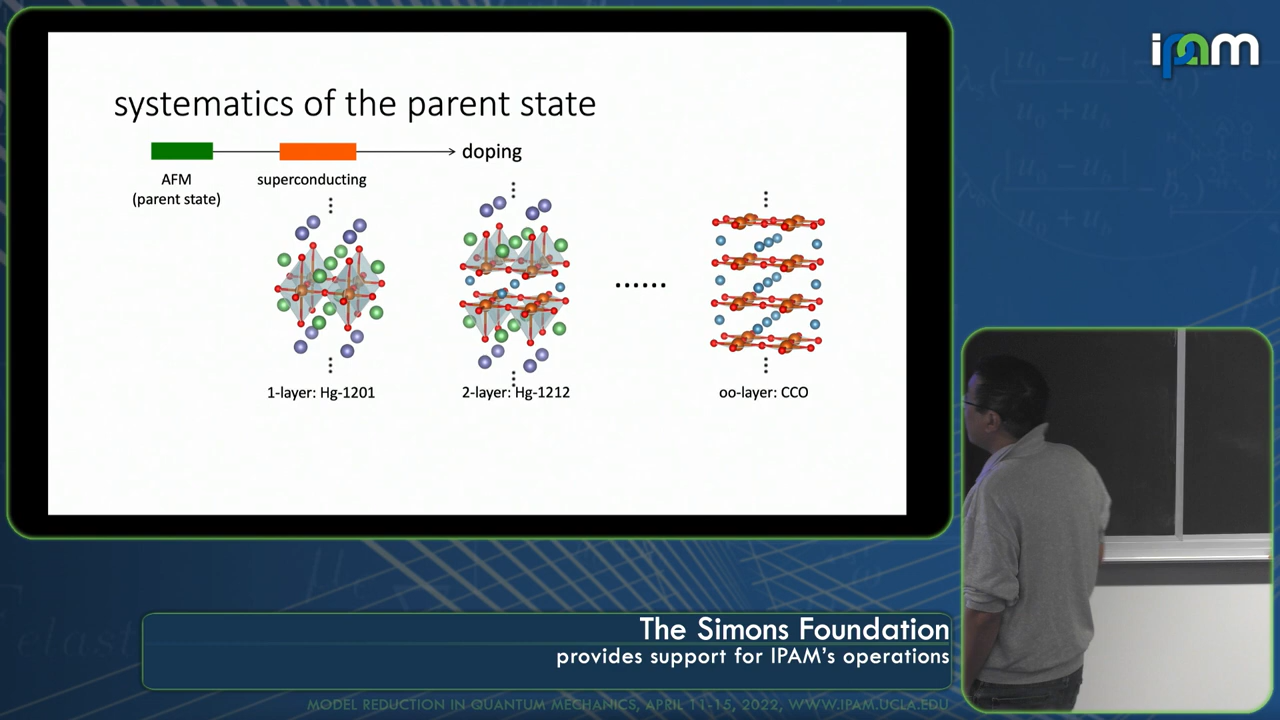 ipam
systematics of the parent state
doping
AFM
(parent state)
superconducting
1-layer: Hg-1201
2-layer: Hg-1212
oo-layer: CCO
The Simons Foundation
provides support for IPAM's operations
MODEL REDUCTION IN QUANTUM MECHANICS, APRIL 11-15, 2022, WWW.IPAM.UCLA.EDU